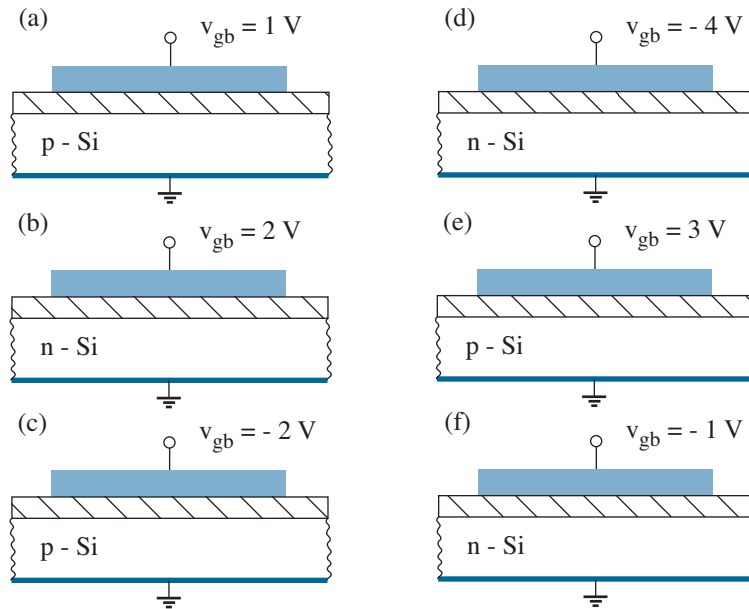 (a)
v_gb = 1 V
p - Si
(b)
v_gb = 2 V
n - Si
(c)
v_gb = - 2 V
p - Si
(d)
v_gb = - 4 V
n - Si
(e)
v_gb = 3 V
p - Si
(f)
v_gb = - 1 V
n - Si